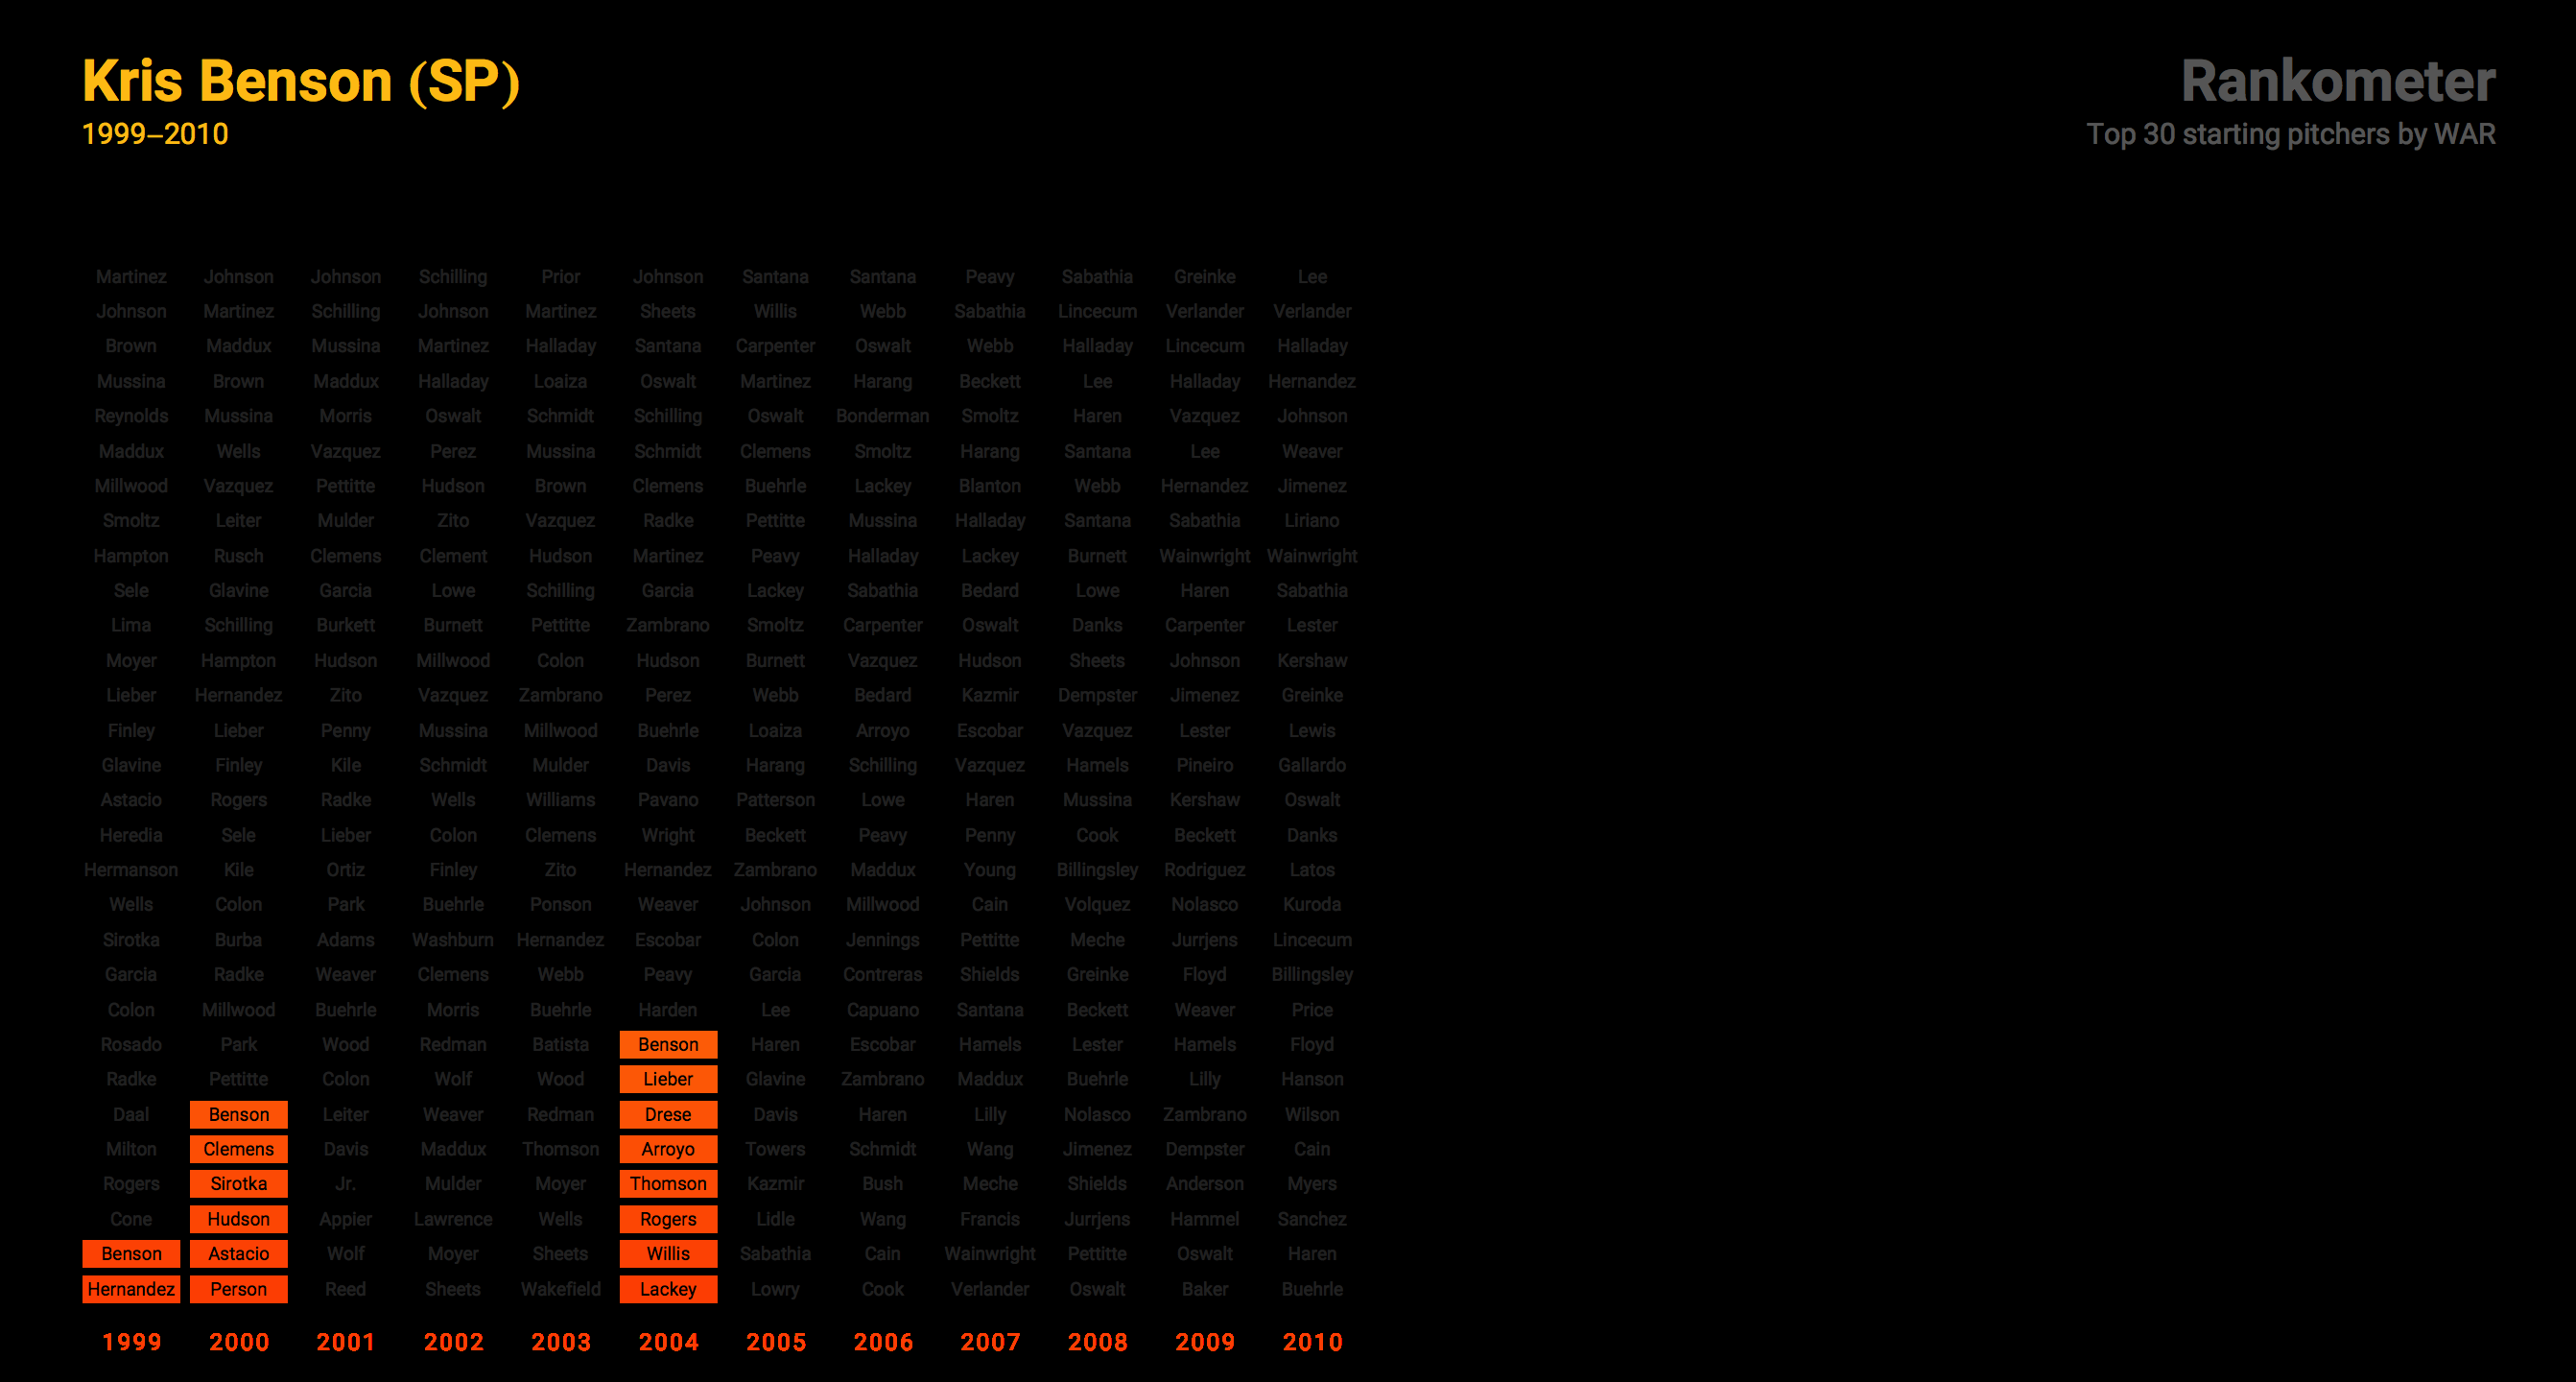 Kris Benson (SP)
1999–2010
Rankometer
Top 30 starting pitchers by WAR
Martinez Johnson Johnson Schilling Prior Johnson Santana Santana Peavy Sabathia Greinke Lee
Johnson Martinez Schilling Johnson Martinez Sheets Willis Webb Sabathia Lincecum Verlander Verlander
Brown Maddux Mussina Martinez Halladay Santana Carpenter Oswalt Webb Halladay Lincecum Halladay
Mussina Brown Maddux Halladay Loaiza Oswalt Martinez Harang Beckett Lee Halladay Hernandez
Reynolds Mussina Morris Oswalt Schmidt Schilling Oswalt Bonderman Smoltz Haren Vazquez Johnson
Maddux Wells Vazquez Perez Mussina Schmidt Clemens Smoltz Harang Santana Lee Weaver
Millwood Vazquez Pettitte Hudson Brown Clemens Buehrle Lackey Blanton Webb Hernandez Jimenez
Smoltz Leiter Mulder Zito Vazquez Radke Pettitte Mussina Halladay Santana Sabathia Liriano
Hampton Rusch Clemens Clement Hudson Martinez Peavy Halladay Lackey Burnett Wainwright Wainwright
Sele Glavine Garcia Lowe Schilling Garcia Lackey Sabathia Bedard Lowe Haren Sabathia
Lima Schilling Burkett Burnett Pettitte Zambrano Smoltz Carpenter Oswalt Danks Carpenter Lester
Moyer Hampton Hudson Millwood Colon Hudson Burnett Vazquez Hudson Sheets Johnson Kershaw
Lieber Hernandez Zito Vazquez Zambrano Perez Webb Bedard Kazmir Dempster Jimenez Greinke
Finley Lieber Penny Mussina Millwood Buehrle Loaiza Arroyo Escobar Vazquez Lester Lewis
Glavine Finley Kile Schmidt Mulder Davis Harang Schilling Vazquez Hamels Pineiro Gallardo
Astacio Rogers Radke Wells Williams Pavano Patterson Lowe Haren Mussina Kershaw Oswalt
Heredia Sele Lieber Colon Clemens Wright Beckett Peavy Penny Cook Beckett Danks
Hermanson Kile Ortiz Finley Zito Hernandez Zambrano Maddux Young Billingsley Rodriguez Latos
Wells Colon Park Buehrle Ponson Weaver Johnson Millwood Cain Volquez Nolasco Kuroda
Sirotka Burba Adams Washburn Hernandez Escobar Colon Jennings Pettitte Meche Jurrjens Lincecum
Garcia Radke Weaver Clemens Webb Peavy Garcia Contreras Shields Greinke Floyd Billingsley
Colon Millwood Buehrle Morris Buehrle Harden Lee Capuano Santana Beckett Weaver Price
Rosado Park Wood Redman Batista Benson Haren Escobar Hamels Lester Hamels Floyd
Radke Pettitte Colon Wolf Wood Lieber Glavine Zambrano Maddux Buehrle Lilly Hanson
Daal Benson Leiter Weaver Redman Drese Davis Haren Lilly Nolasco Zambrano Wilson
Milton Clemens Davis Maddux Thomson Arroyo Towers Schmidt Wang Jimenez Dempster Cain
Rogers Sirotka Jr. Mulder Moyer Thomson Kazmir Bush Meche Shields Anderson Myers
Cone Hudson Appier Lawrence Wells Rogers Lidle Wang Francis Jurrjens Hammel Sanchez
Benson Astacio Wolf Moyer Sheets Willis Sabathia Cain Wainwright Pettitte Oswalt Haren
Hernandez Person Reed Sheets Wakefield Lackey Lowry Cook Verlander Oswalt Baker Buehrle
1999 2000 2001 2002 2003 2004 2005 2006 2007 2008 2009 2010